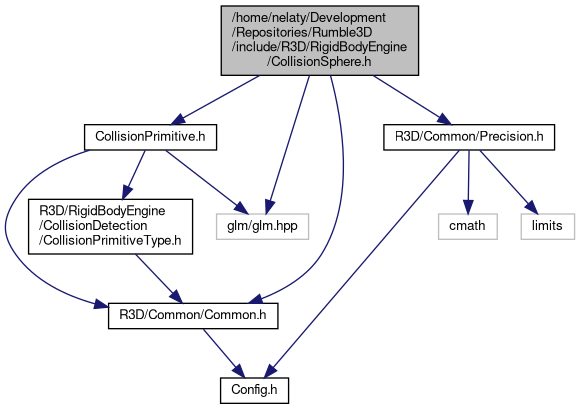 /home/nelaty/Development
/Repositories/Rumble3D
/include/R3D/RigidBodyEngine
/CollisionSphere.h
CollisionPrimitive.h
R3D/Common/Precision.h
R3D/RigidBodyEngine
/CollisionDetection
/CollisionPrimitiveType.h
glm/glm.hpp
cmath
limits
R3D/Common/Common.h
Config.h